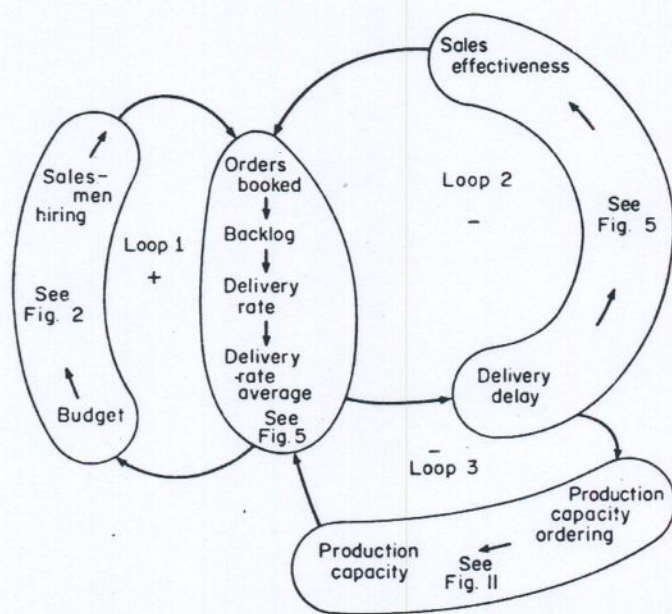 Sales
effectiveness
Sales-
men
hiring
Loop 1
+
See
Fig. 2
Budget
Orders
booked
Backlog
Delivery
rate
Delivery
rate
average
See
Fig. 5
Loop 2
-
See
Fig. 5
Delivery
delay
-
Loop 3
Production
capacity
ordering
See
Fig. 11
Production
capacity